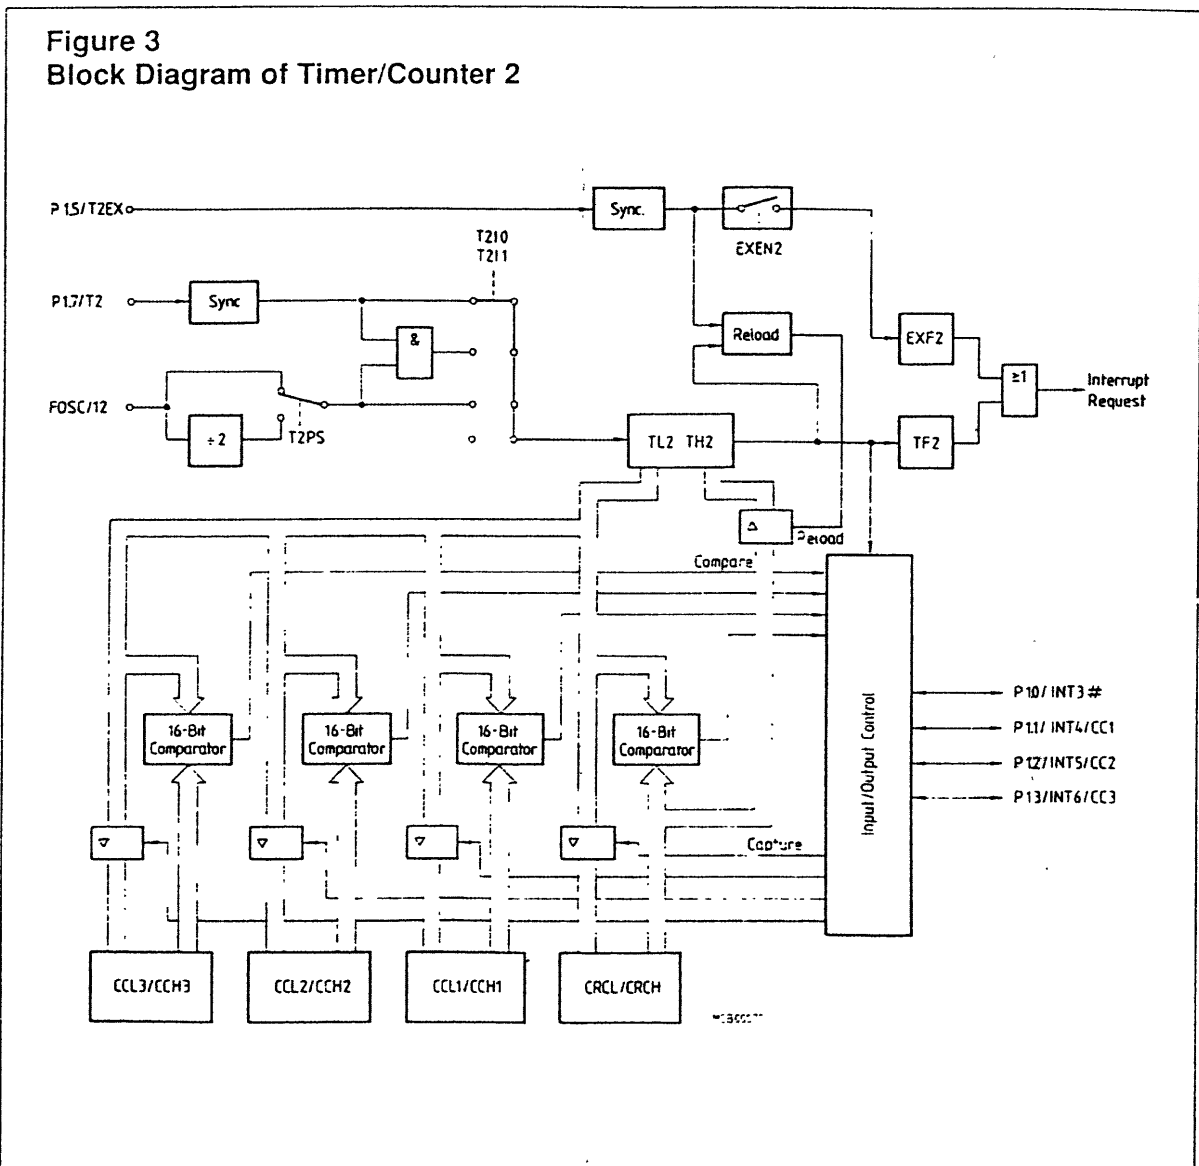 Figure 3
Block Diagram of Timer/Counter 2
P1.5/T2EX
Sync.
EXEN2
T2I0
T2I1
P1.7/T2
Sync
&
Reload
EXF2
≥1
Interrupt
Request
FOSC/12
÷2
T2PS
TL2 TH2
TF2
Reload
Compare
16-Bit
Comparator
16-Bit
Comparator
16-Bit
Comparator
16-Bit
Comparator
Input/Output Control
P1.0/INT3#
P1.1/INT4/CC1
P1.2/INT5/CC2
P1.3/INT6/CC3
Capture
CCL3/CCH3
CCL2/CCH2
CCL1/CCH1
CRCL/CRCH